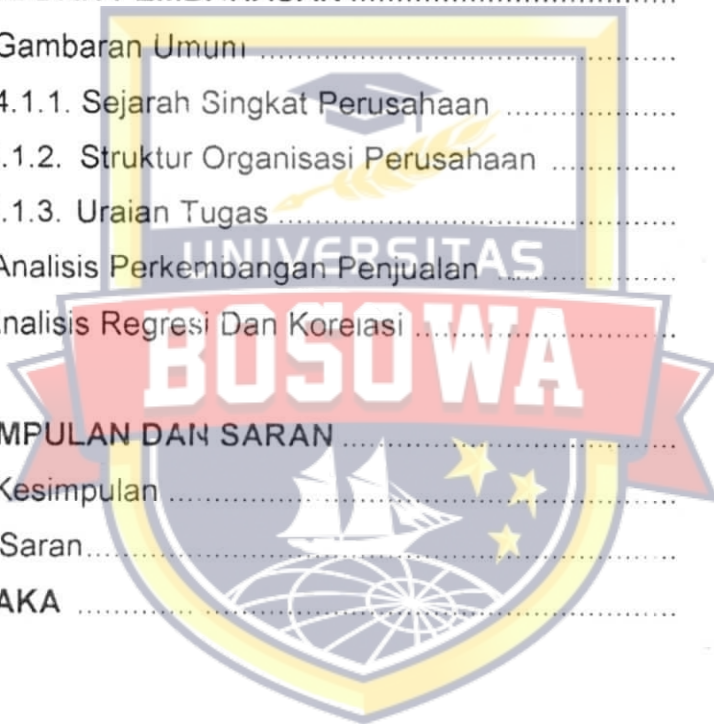 Gambaran Umum ........................
4.1.1. Sejarah Singkat Perusahaan ..................
.1.2. Struktur Organisasi Perusahaan .............
.1.3. Uraian Tugas ........................................
UNIVERSITAS
Analisis Perkembangan Penjualan ..................
nalisis Regresi Dan Korelasi ..........................
BOSOWA
MPULAN DAN SARAN ..................................
Kesimpulan ....................................................
Saran..............................................................
AKA ...............................................................